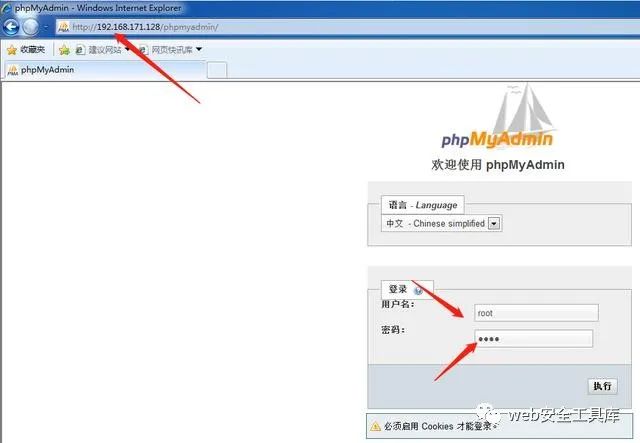 phpMyAdmin - Windows Internet Explorer
http://192.168.171.128/phpmyadmin/
收藏夹
建议网站
网页快讯库
phpMyAdmin
PMA
phpMyAdmin
欢迎使用 phpMyAdmin
语言 - Language
中文 - Chinese simplified
登录
用户名：
root
密码：
●●●●
执行
必须启用 Cookies 才能登录。
web安全工具库